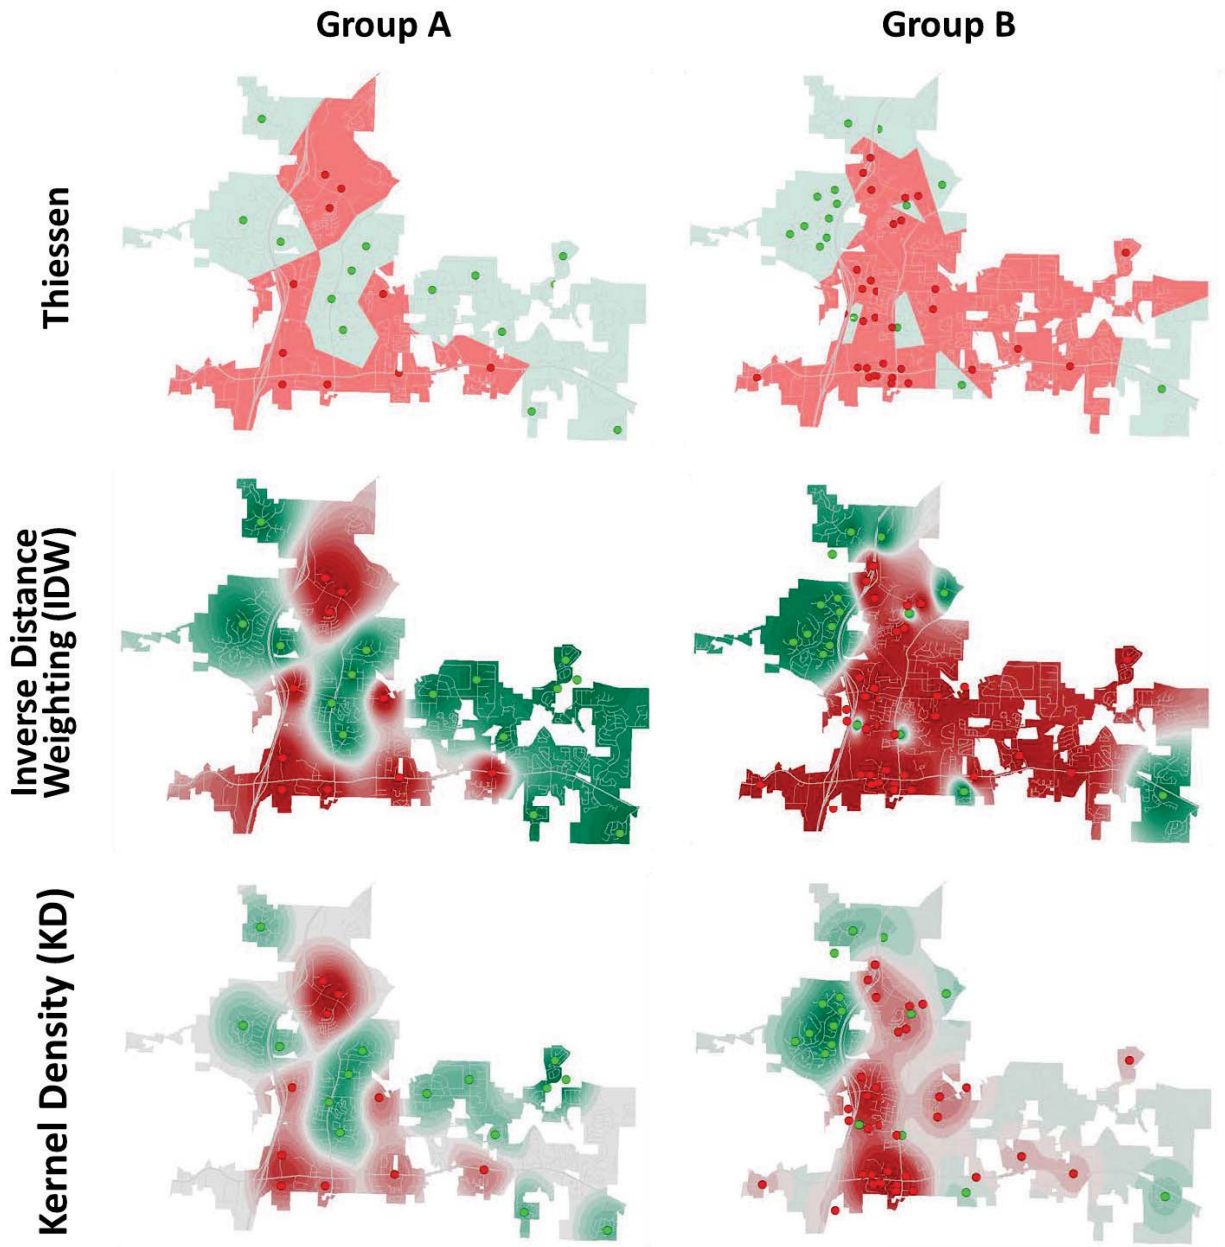 Group A
Group B
Thiessen
Inverse Distance
Weighting (IDW)
Kernel Density (KD)